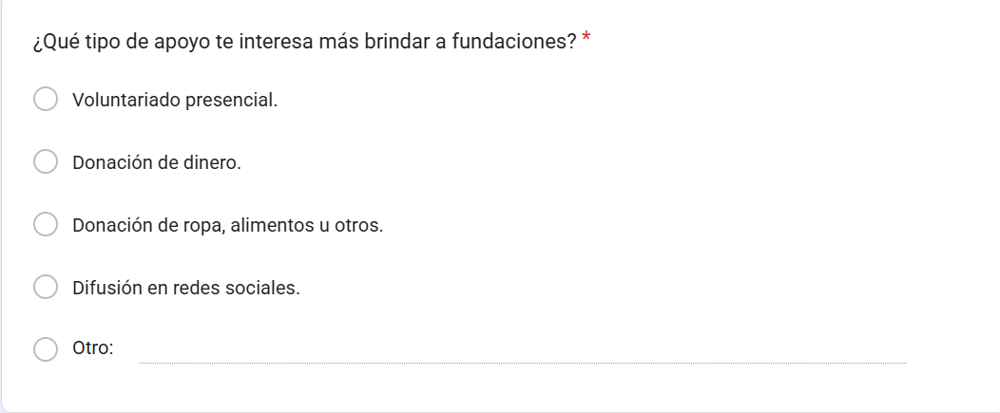 ¿Qué tipo de apoyo te interesa más brindar a fundaciones? *
Voluntariado presencial.
Donación de dinero.
Donación de ropa, alimentos u otros.
Difusión en redes sociales.
Otro: